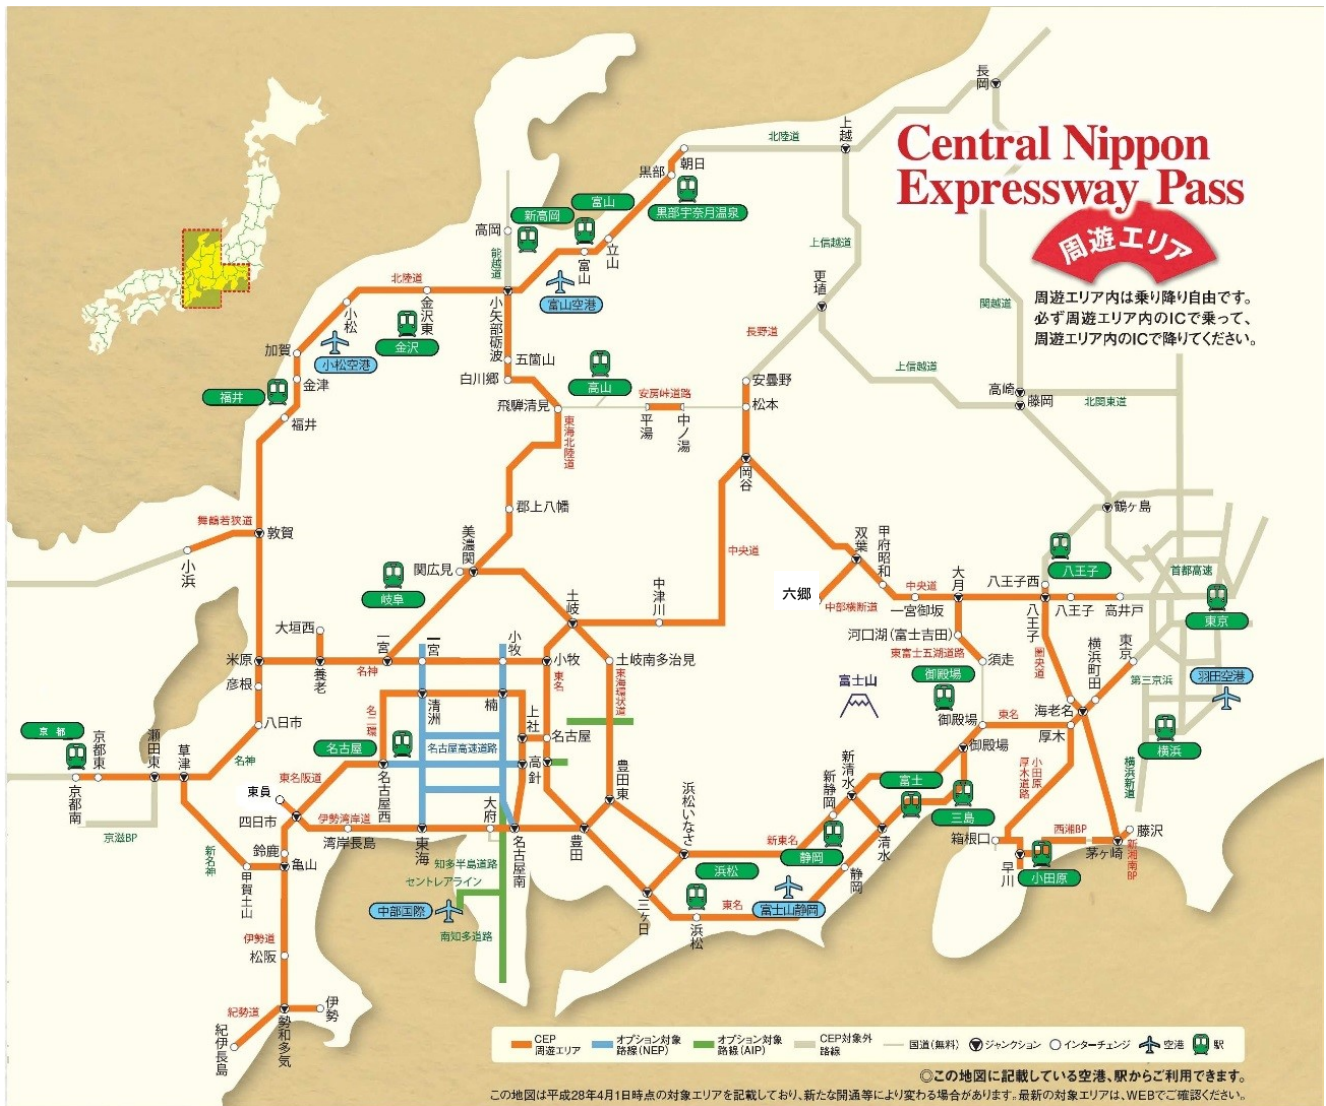 Central Nippon
Expressway Pass
周遊エリア
周遊エリア内は乗り降り自由です。
必ず周遊エリア内のICで乗って、
周遊エリア内のICで降りてください。
長岡
上越
北陸道
朝日
黒部
黒部宇奈月温泉
富山
新高岡
高岡
能越道
立山
富山
富山空港
上信越道
更埴
関越道
北陸道
金沢東
小松
小松空港
金沢
小矢部砺波
加賀
金津
福井
福井
五箇山
白川郷
高山
飛騨清見
安房峠道路
平湯
中ノ湯
長野道
安曇野
松本
上信越道
高崎
藤岡
北関東道
東海北陸道
岡谷
郡上八幡
鶴ヶ島
舞鶴若狭道
敦賀
小浜
美濃関
関広見
岐阜
中央道
双葉
甲府昭和
六郷
中部横断道
中央道
一宮御坂
大月
八王子西
八王子
八王子
八王子
高井戸
首都高速
東京
土岐
中津川
河口湖(富士吉田)
東富士五湖道路
須走
圏央道
横浜町田
東京
第三京浜
羽田空港
大垣西
米原
養老
名神
一宮
一宮
小牧
小牧
東名
土岐南多治見
東海環状道
彦根
八日市
富士山
御殿場
御殿場
東名
海老名
厚木
横浜
横浜新道
京都
京都東
京都南
瀬田東
草津
名神
名古屋
名二環
清洲
楠
上社
名古屋
名古屋高速道路
高針
東名阪道
名古屋西
東員
四日市
伊勢湾岸道
湾岸長島
東海
大府
名古屋南
豊田
豊田東
浜松いなさ
新東名
新静岡
新清水
富士
御殿場
三島
小田原厚木道路
箱根口
西湘BP
早川
小田原
茅ヶ崎
藤沢
新湘南BP
京滋BP
新名神
鈴鹿
亀山
甲賀土山
知多半島道路
セントレアライン
中部国際
南知多道路
三ヶ日
浜松
浜松
東名
静岡
静岡
清水
富士山静岡
伊勢道
松阪
伊勢
紀勢道
勢和多気
紀伊長島
CEP
周遊エリア
オプション対象
路線(NEP)
オプション対象
路線(AIP)
CEP対象外
路線
国道(無料)
ジャンクション
インターチェンジ
空港
駅
◎この地図に記載している空港、駅からご利用できます。
この地図は平成28年4月1日時点の対象エリアを記載しており、新たな開通等により変わる場合があります。最新の対象エリアは、WEBでご確認ください。